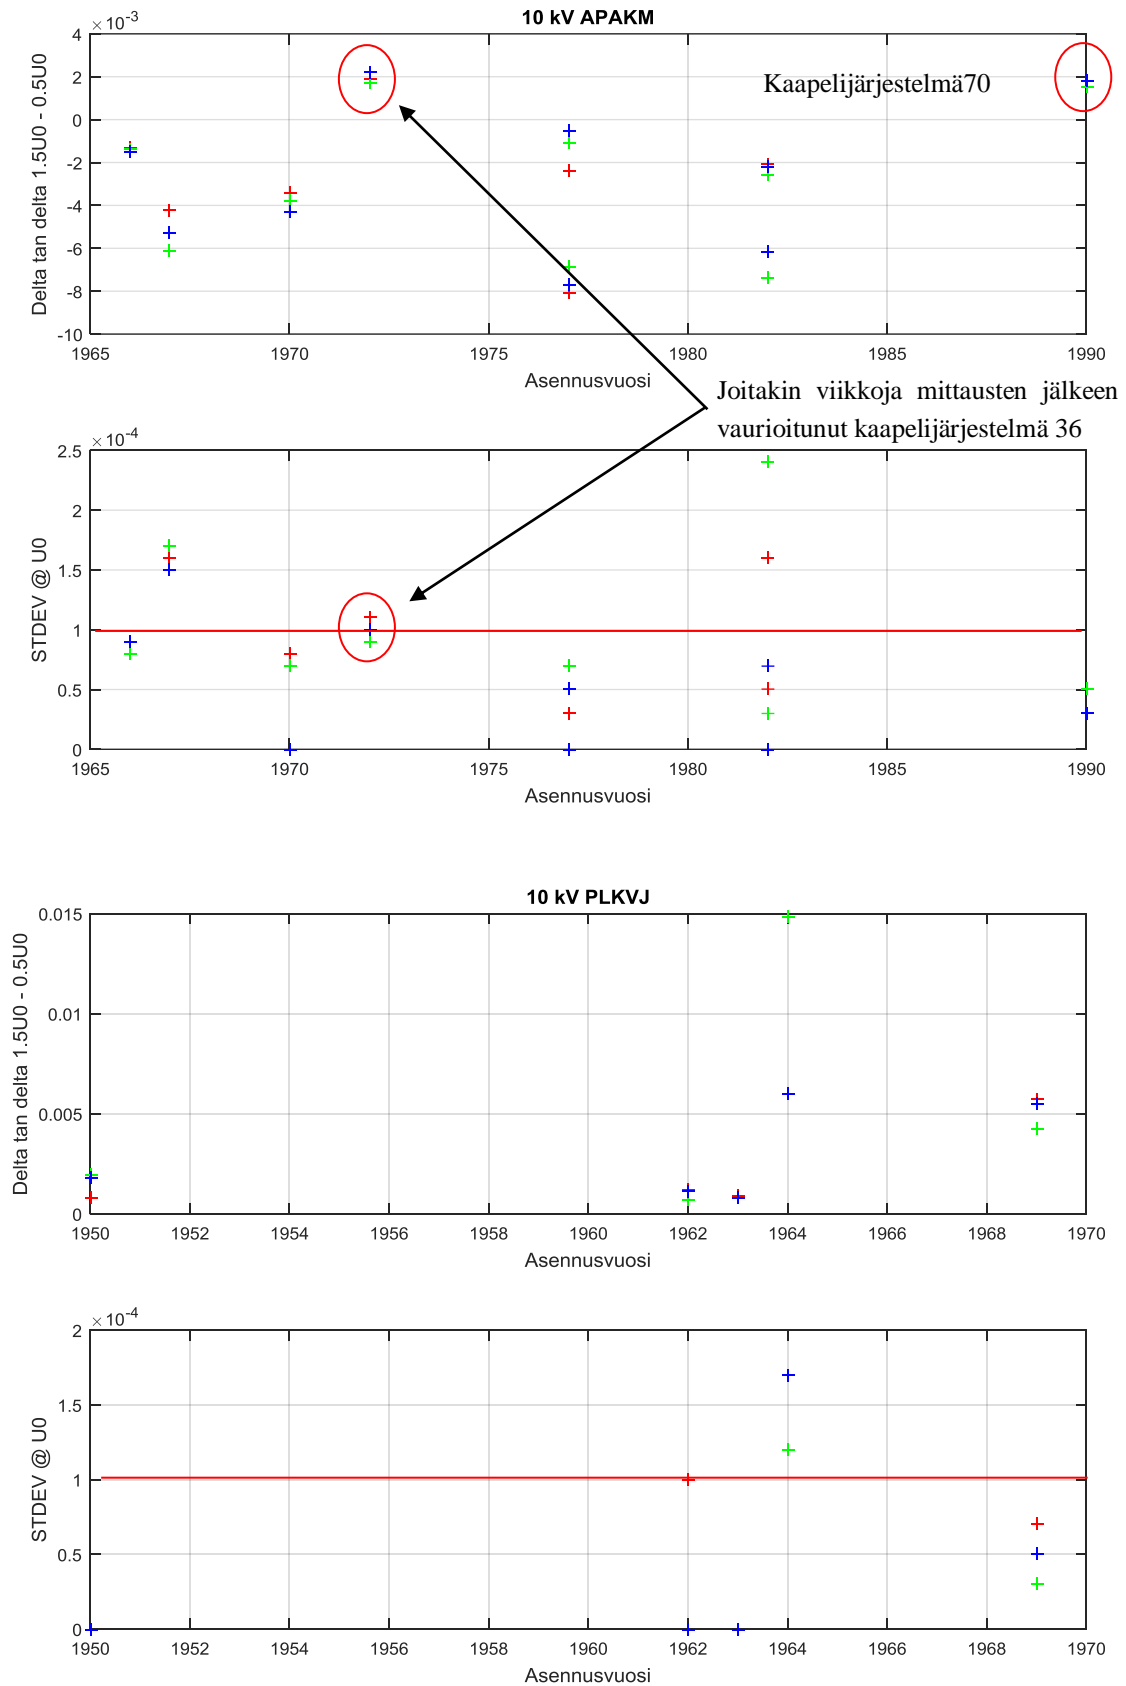 10 kV APAKM
×10-3
4
2
0
-2
-4
-6
-8
-10
Delta tan delta 1.5U0 - 0.5U0
Kaapelijärjestelmä70
1965 1970 1975 1980 1985 1990
Asennusvuosi
Joitakin viikkoja mittausten jälkeen
vaurioitunut kaapelijärjestelmä 36
×10-4
2.5
2
1.5
1
0.5
0
STDEV @ U0
1965 1970 1975 1980 1985 1990
Asennusvuosi
10 kV PLKVJ
0.015
0.01
0.005
0
Delta tan delta 1.5U0 - 0.5U0
1950 1952 1954 1956 1958 1960 1962 1964 1966 1968 1970
Asennusvuosi
×10-4
2
1.5
1
0.5
0
STDEV @ U0
1950 1952 1954 1956 1958 1960 1962 1964 1966 1968 1970
Asennusvuosi